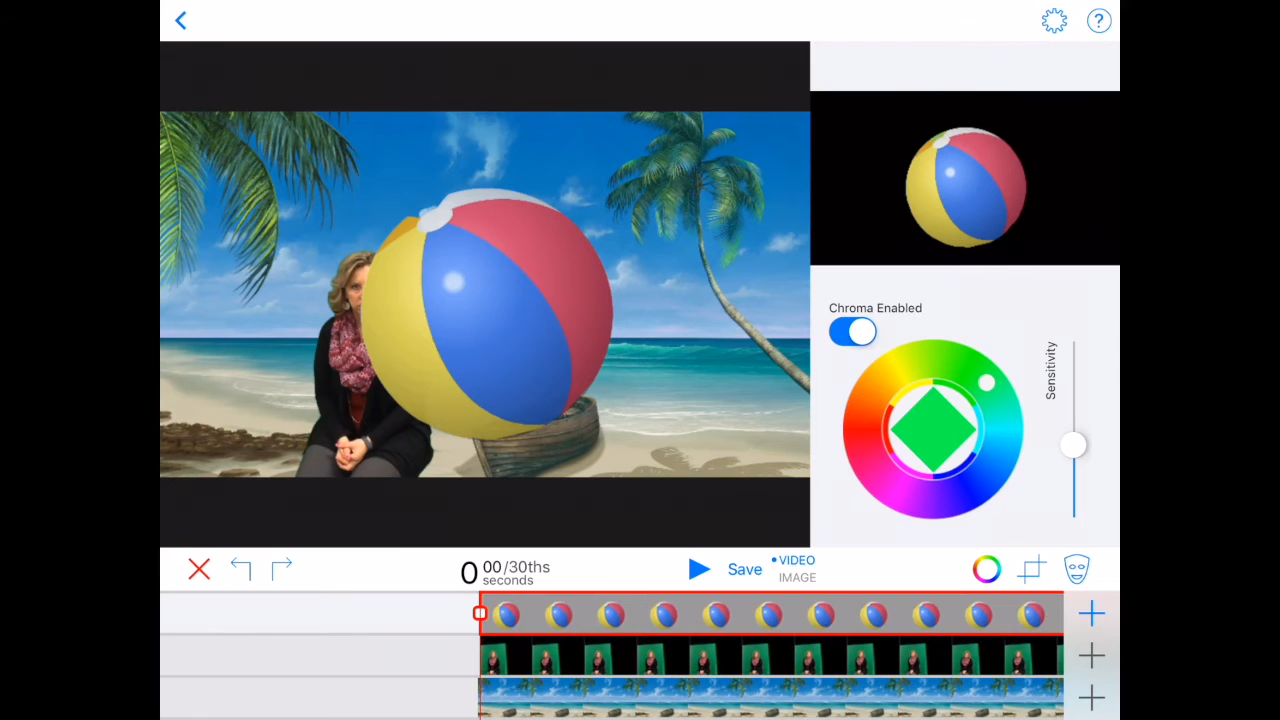 ?
Chroma Enabled
Sensitivity
0 00/30ths
seconds
Save
VIDEO
IMAGE